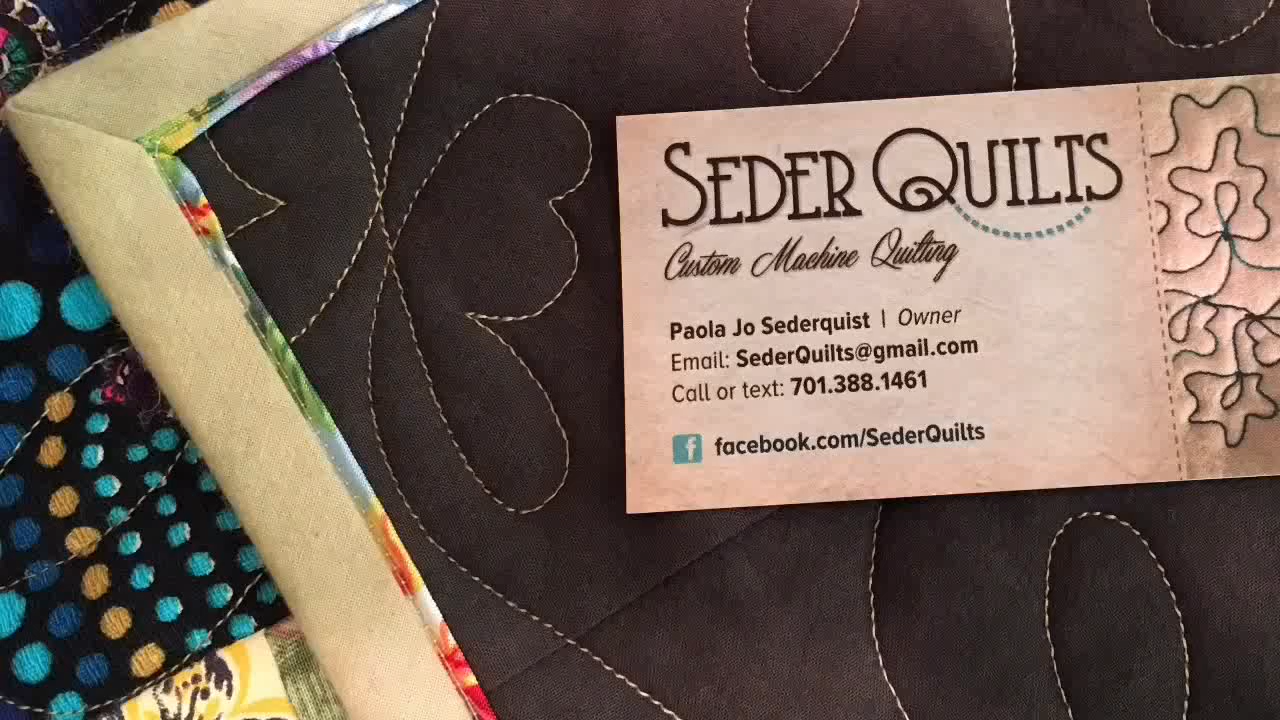 SEDER QUILTS
Custom Machine Quilting
Paola Jo Sederquist | Owner
Email: SederQuilts@gmail.com
Call or text: 701.388.1461
f facebook.com/SederQuilts